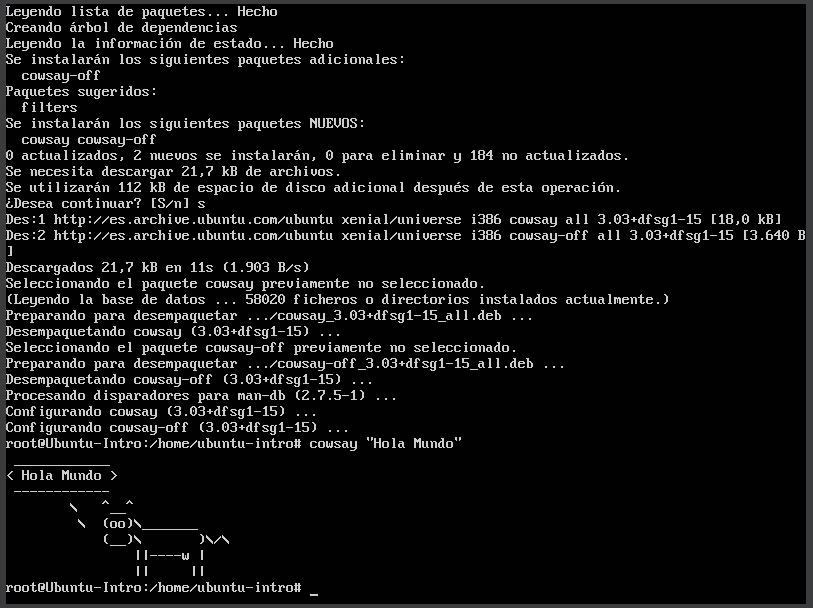 Leyendo lista de paquetes... Hecho
Creando árbol de dependencias
Leyendo la información de estado... Hecho
Se instalarán los siguientes paquetes adicionales:
  cowsay-off
Paquetes sugeridos:
  filters
Se instalarán los siguientes paquetes NUEVOS:
  cowsay cowsay-off
0 actualizados, 2 nuevos se instalarán, 0 para eliminar y 184 no actualizados.
Se necesita descargar 21,7 kB de archivos.
Se utilizarán 112 kB de espacio de disco adicional después de esta operación.
¿Desea continuar? [S/n] s
Des:1 http://es.archive.ubuntu.com/ubuntu xenial/universe i386 cowsay all 3.03+dfsg1-15 [18,0 kB]
Des:2 http://es.archive.ubuntu.com/ubuntu xenial/universe i386 cowsay-off all 3.03+dfsg1-15 [3.640 B
]
Descargados 21,7 kB en 11s (1.903 B/s)
Seleccionando el paquete cowsay previamente no seleccionado.
(Leyendo la base de datos ... 58020 ficheros o directorios instalados actualmente.)
Preparando para desempaquetar .../cowsay_3.03+dfsg1-15_all.deb ...
Desempaquetando cowsay (3.03+dfsg1-15) ...
Seleccionando el paquete cowsay-off previamente no seleccionado.
Preparando para desempaquetar .../cowsay-off_3.03+dfsg1-15_all.deb ...
Desempaquetando cowsay-off (3.03+dfsg1-15) ...
Procesando disparadores para man-db (2.7.5-1) ...
Configurando cowsay (3.03+dfsg1-15) ...
Configurando cowsay-off (3.03+dfsg1-15) ...
root@Ubuntu-Intro:/home/ubuntu-intro# cowsay "Hola Mundo"
 ____________
< Hola Mundo >
 ------------
        \   ^__^
         \  (oo)\_______
            (__)\       )\/\
                ||----w |
                ||     ||
root@Ubuntu-Intro:/home/ubuntu-intro# _